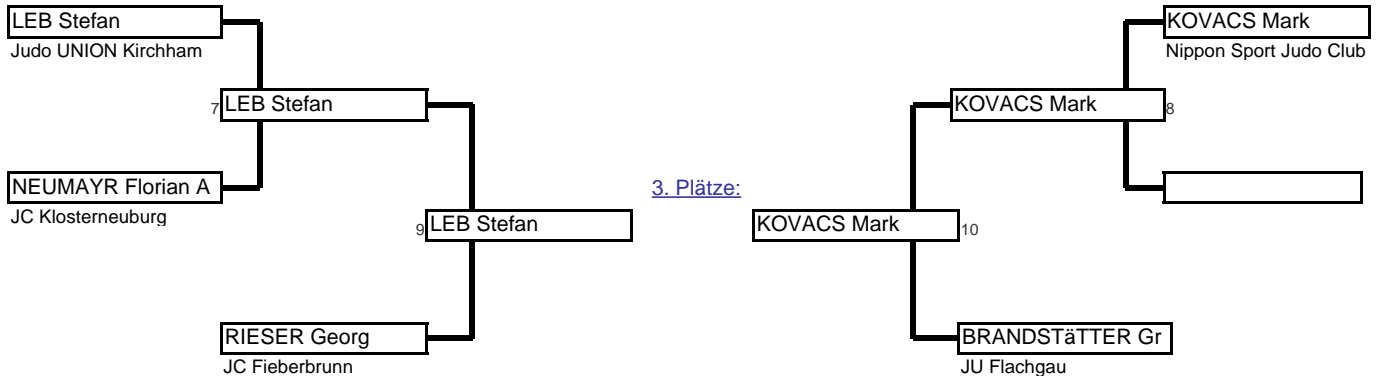 LEB Stefan
KOVACS Mark
Judo UNION Kirchham
Nippon Sport Judo Club
7 LEB Stefan
KOVACS Mark 8
NEUMAYR Florian A
JC Klosterneuburg
3. Plätze:
9 LEB Stefan
KOVACS Mark 10
RIESER Georg
BRANDSTäTTER Gr
JC Fieberbrunn
JU Flachgau